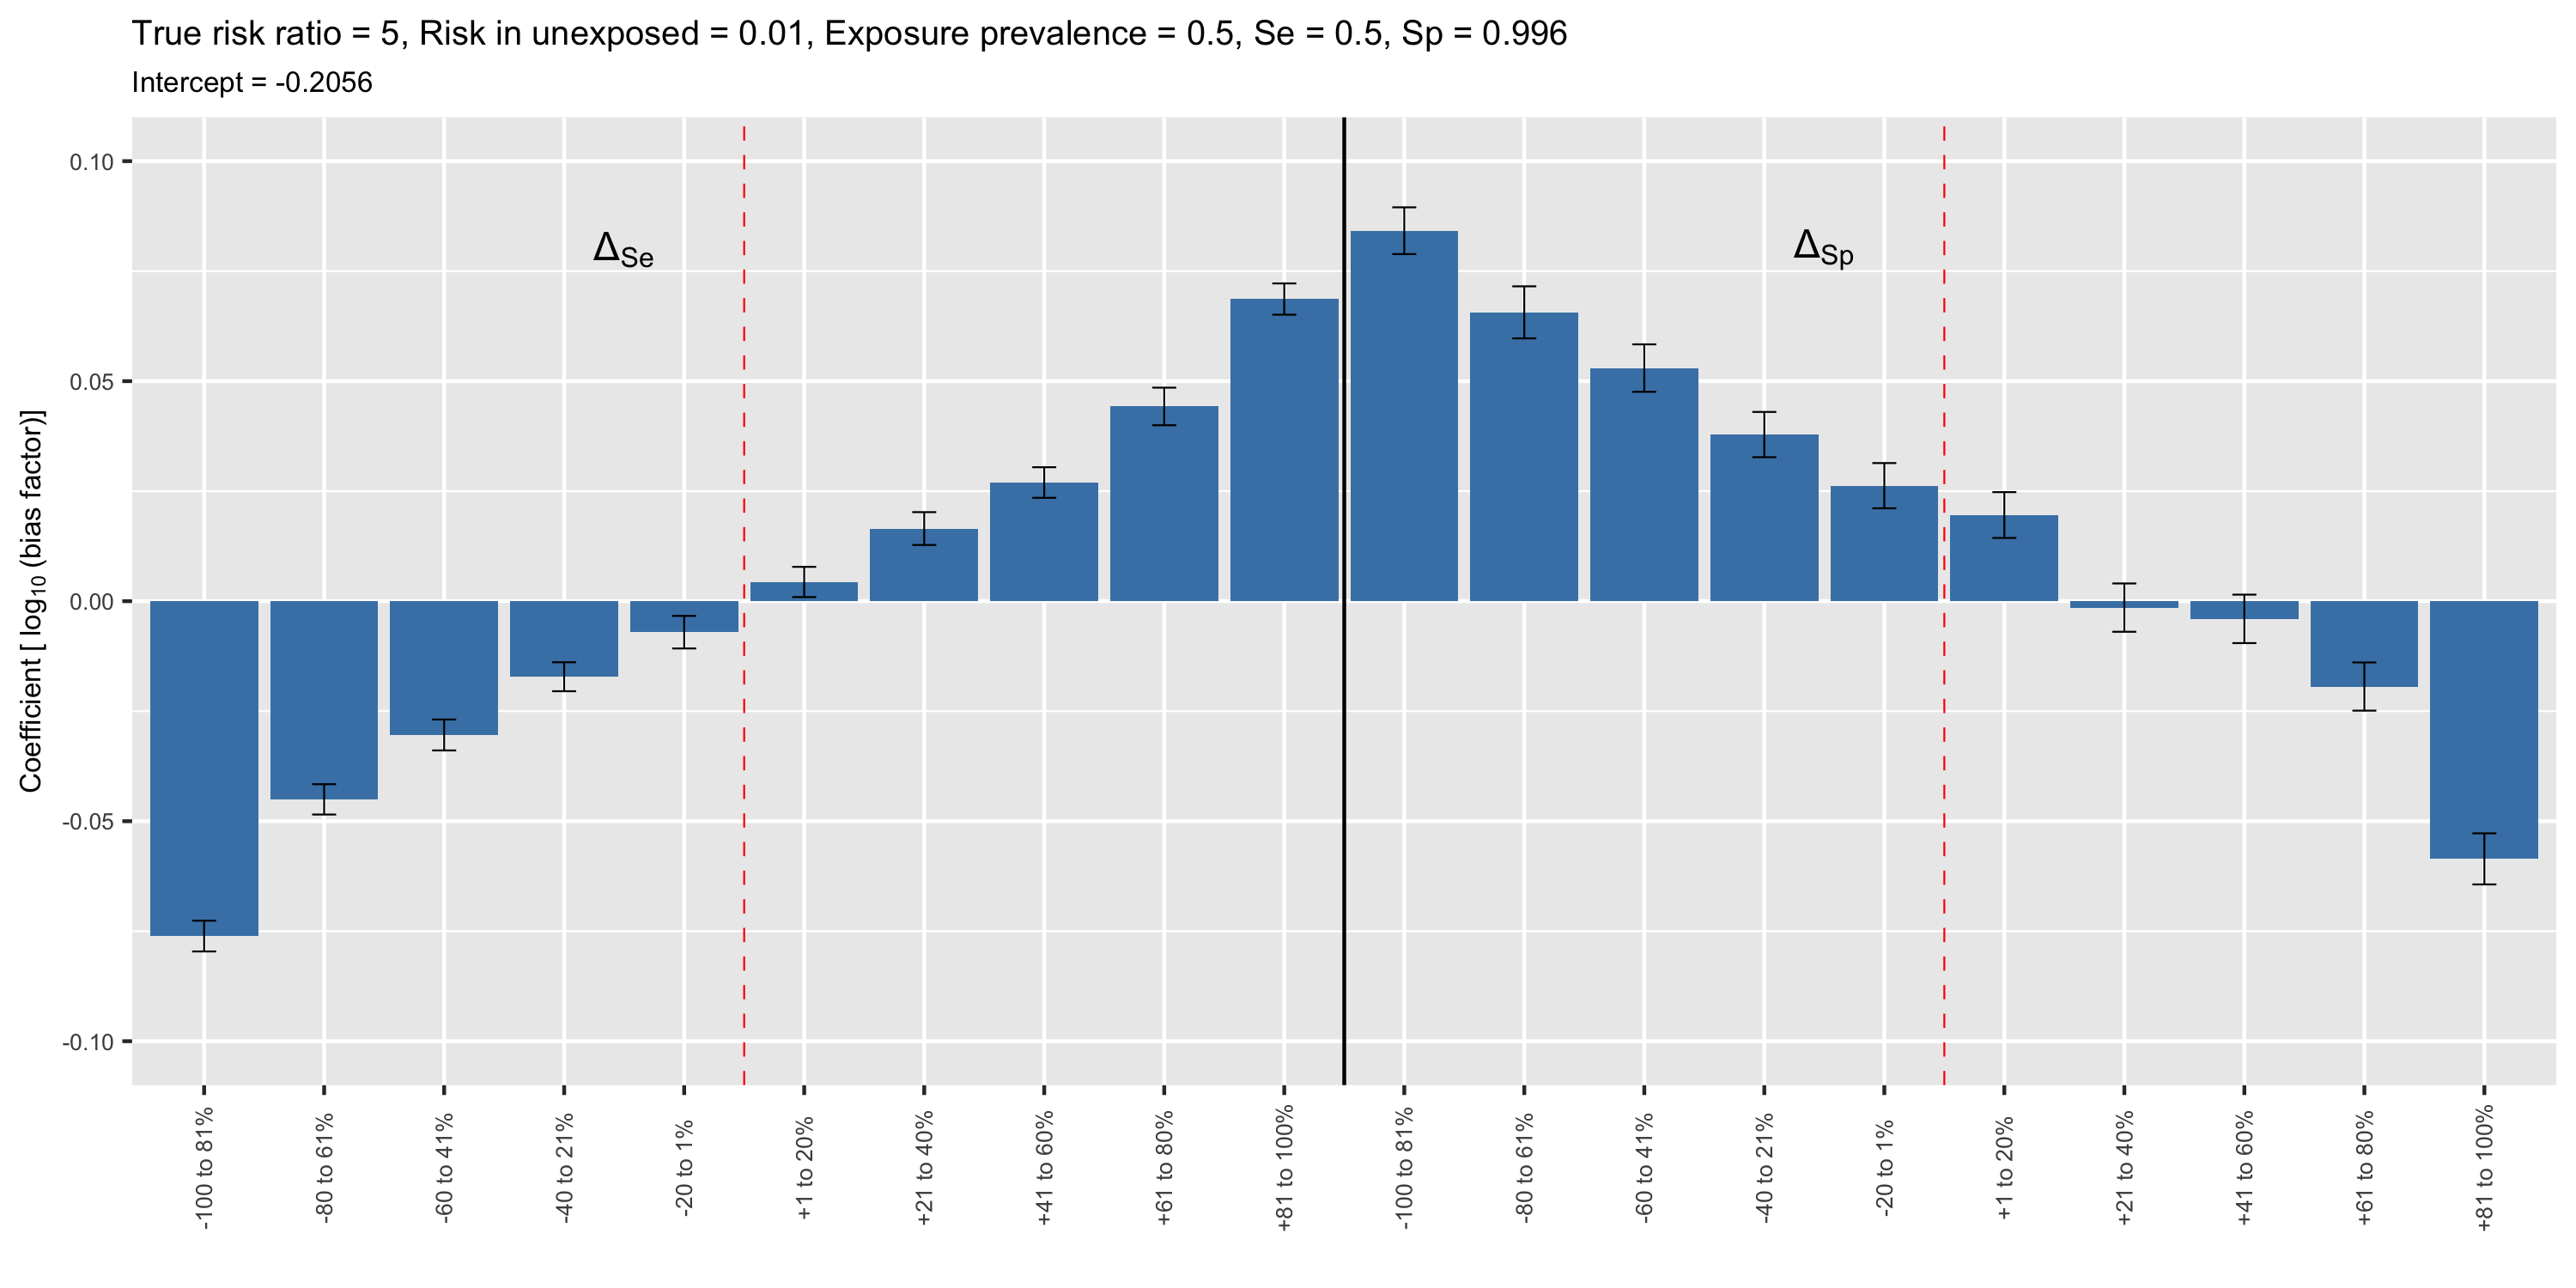 True risk ratio = 5, Risk in unexposed = 0.01, Exposure prevalence = 0.5, Se = 0.5, Sp = 0.996
Intercept = -0.2056
Coefficient [ log10 (bias factor)]
0.10
0.05
0.00
-0.05
-0.10
ΔSe
ΔSp
-100 to 81%
-80 to 61%
-60 to 41%
-40 to 21%
-20 to 1%
+1 to 20%
+21 to 40%
+41 to 60%
+61 to 80%
+81 to 100%
-100 to 81%
-80 to 61%
-60 to 41%
-40 to 21%
-20 to 1%
+1 to 20%
+21 to 40%
+41 to 60%
+61 to 80%
+81 to 100%